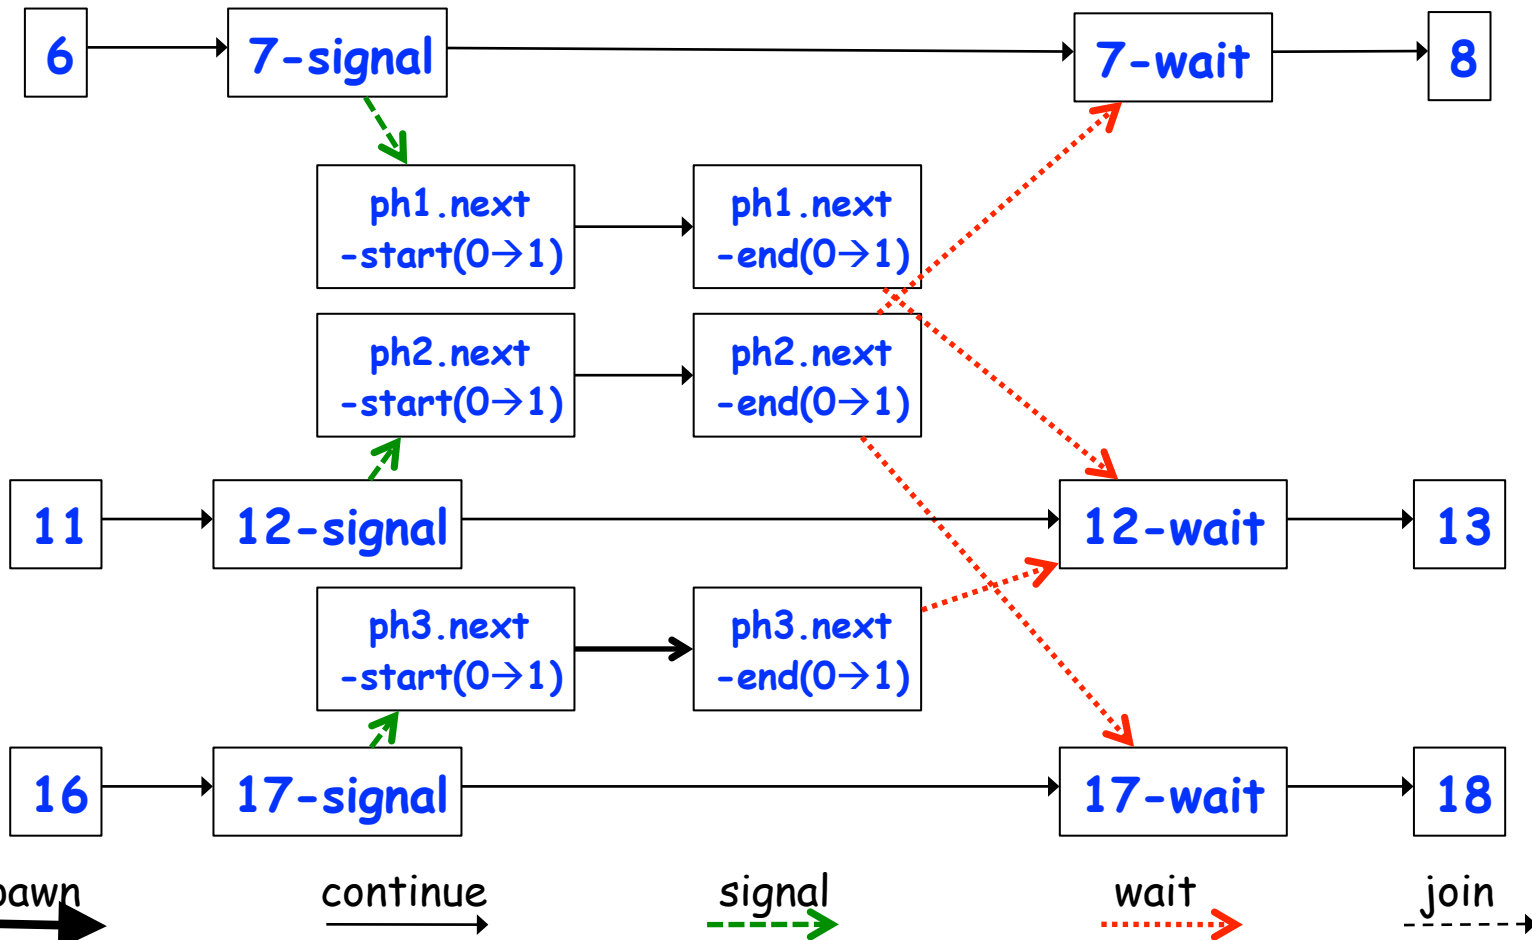 6
7-signal
7-wait
8
ph1.next
-start(0→1)
ph1.next
-end(0→1)
ph2.next
-start(0→1)
ph2.next
-end(0→1)
11
12-signal
12-wait
13
ph3.next
-start(0→1)
ph3.next
-end(0→1)
16
17-signal
17-wait
18
pawn
continue
signal
wait
join